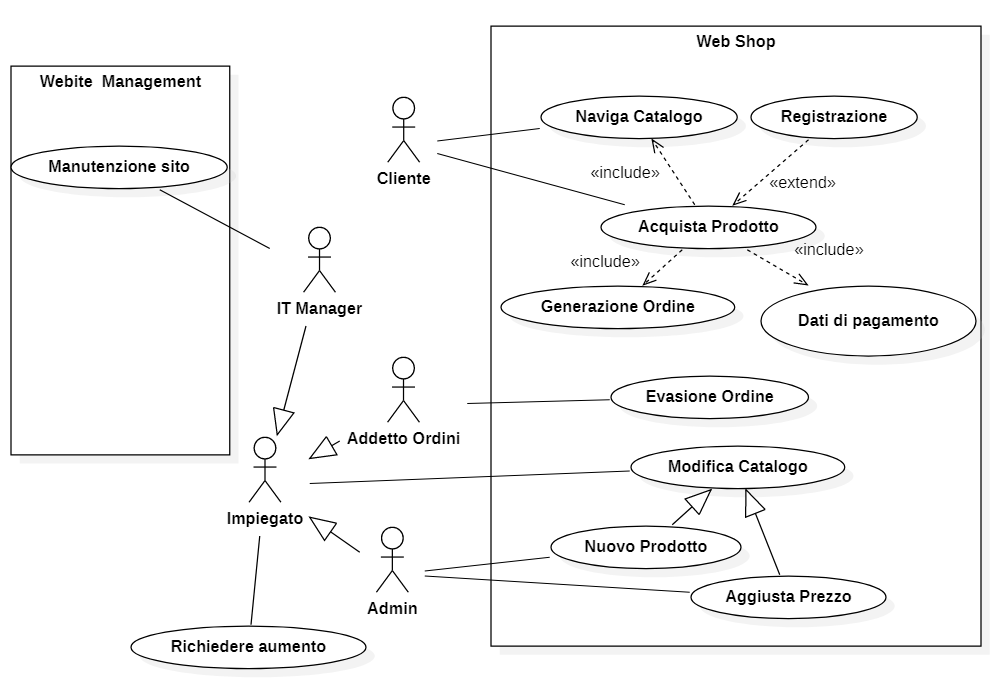 Web Shop
Webite  Management
Naviga Catalogo
Registrazione
Manutenzione sito
Cliente
«include»
«extend»
Acquista Prodotto
«include»
«include»
IT Manager
Generazione Ordine
Dati di pagamento
Evasione Ordine
Addetto Ordini
Modifica Catalogo
Impiegato
Nuovo Prodotto
Aggiusta Prezzo
Admin
Richiedere aumento